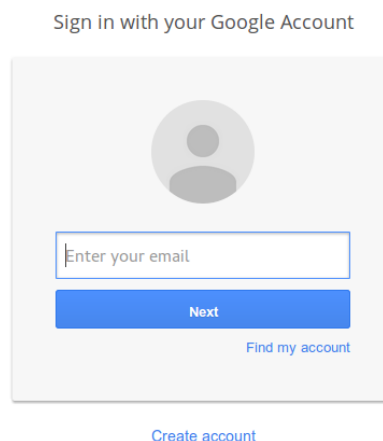 Sign in with your Google Account
Enter your email
Next
Find my account
Create account